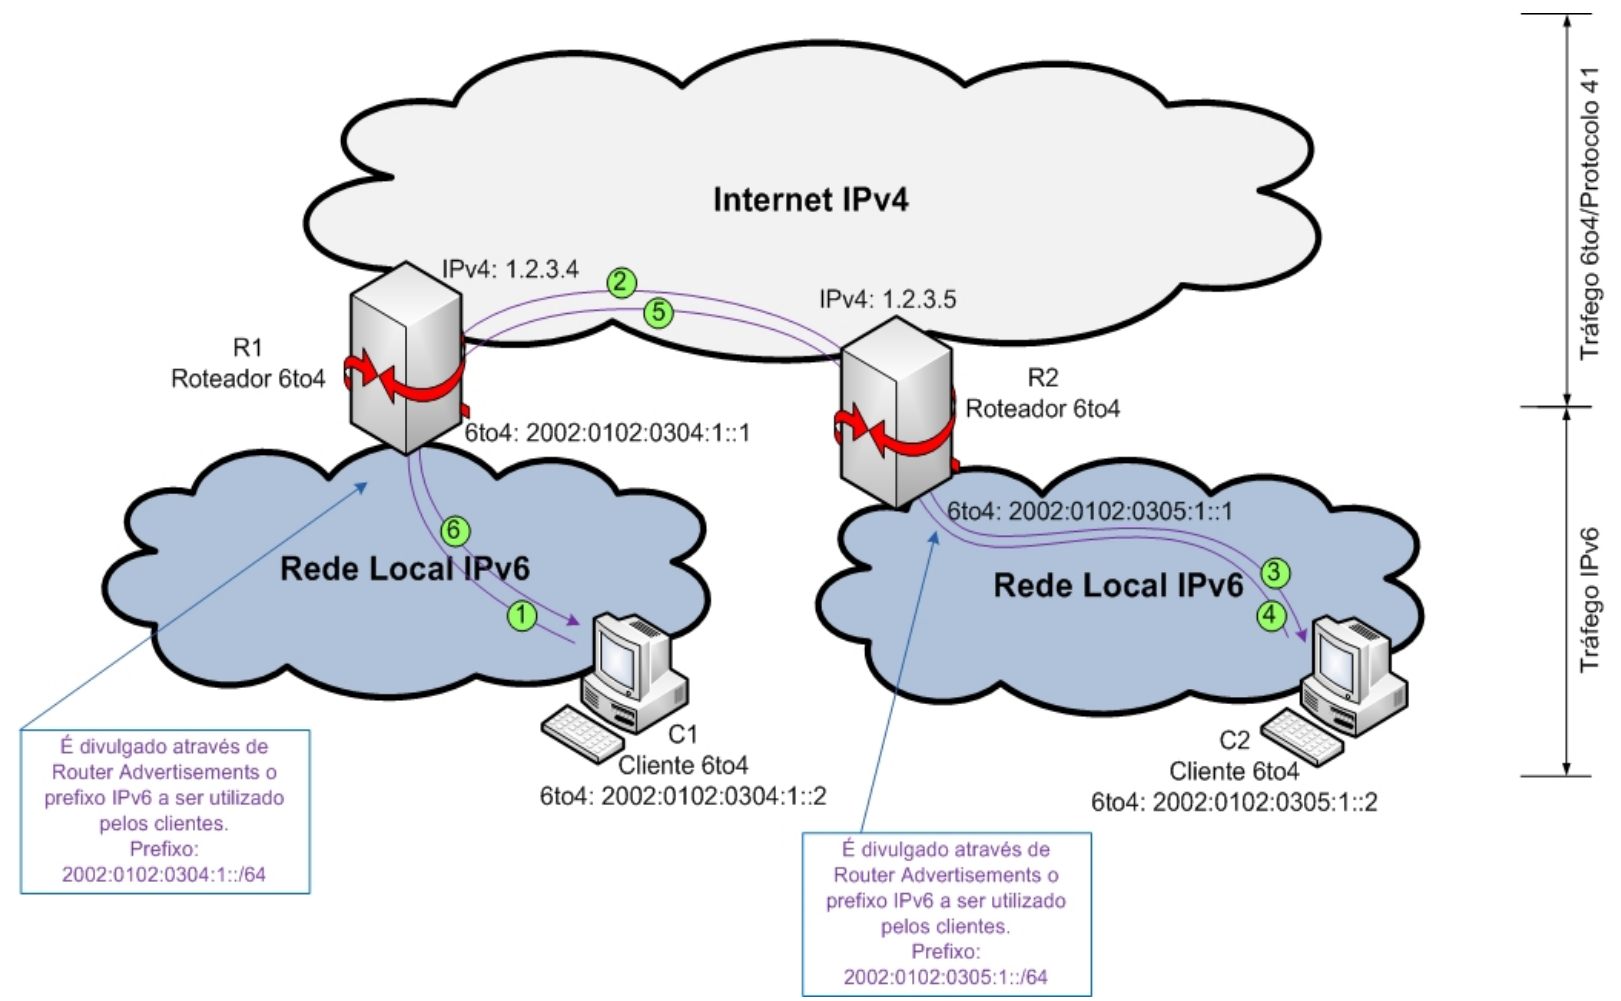 Internet IPv4
IPv4: 1.2.3.4
2
5
IPv4: 1.2.3.5
R1
Roteador 6to4
R2
Roteador 6to4
6to4: 2002:0102:0304:1::1
6to4: 2002:0102:0305:1::1
6
1
Rede Local IPv6
3
4
Rede Local IPv6
C1
Cliente 6to4
6to4: 2002:0102:0304:1::2
C2
Cliente 6to4
6to4: 2002:0102:0305:1::2
É divulgado através de
Router Advertisements o
prefixo IPv6 a ser utilizado
pelos clientes.
Prefixo:
2002:0102:0304:1::/64
É divulgado através de
Router Advertisements o
prefixo IPv6 a ser utilizado
pelos clientes.
Prefixo:
2002:0102:0305:1::/64
Tráfego 6to4/Protocolo 41
Tráfego IPv6